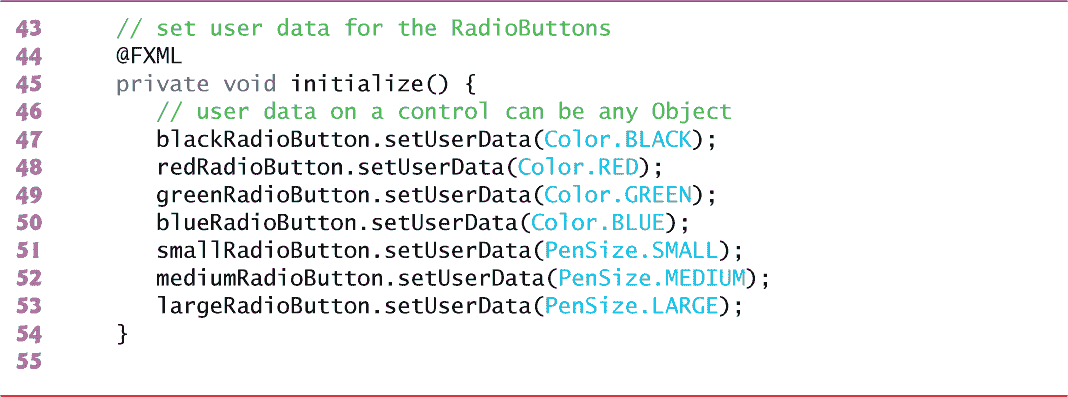 43 // set user data for the RadioButtons
44 @FXML
45 private void initialize() {
46 // user data on a control can be any Object
47 blackRadioButton.setUserData(Color.BLACK);
48 redRadioButton.setUserData(Color.RED);
49 greenRadioButton.setUserData(Color.GREEN);
50 blueRadioButton.setUserData(Color.BLUE);
51 smallRadioButton.setUserData(PenSize.SMALL);
52 mediumRadioButton.setUserData(PenSize.MEDIUM);
53 largeRadioButton.setUserData(PenSize.LARGE);
54 }
55